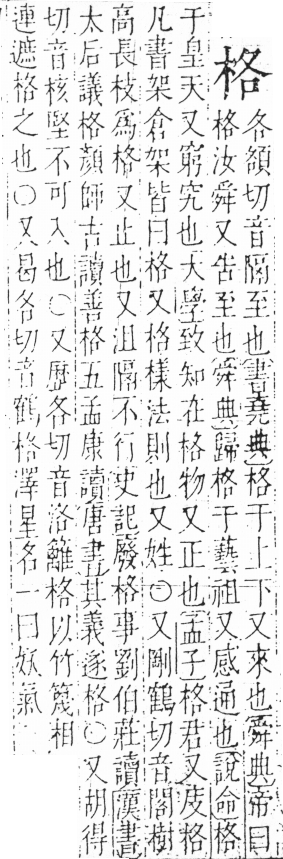 格 各頟切音隔至也書堯典格于上下又來也舜典帝曰
格汝舜又告至也舜典歸格于藝祖又感通也說命格
于皇天又窮究也大學致知在格物又正也孟子格君又庋格
凡書架倉架皆曰格又格樣法則也又姓○又剛鶴切音閣樹
高長枝爲格又止也又沮隔不行史記廢格事劉伯莊讀漢書
太后議格顏師古讀善格五孟康讀唐書其義遂格○又胡得
切音核堅不可入也○又歷各切音洛籬格以竹篾相
連遮格之也○又曷各切音鶴格澤星名一曰妖氣